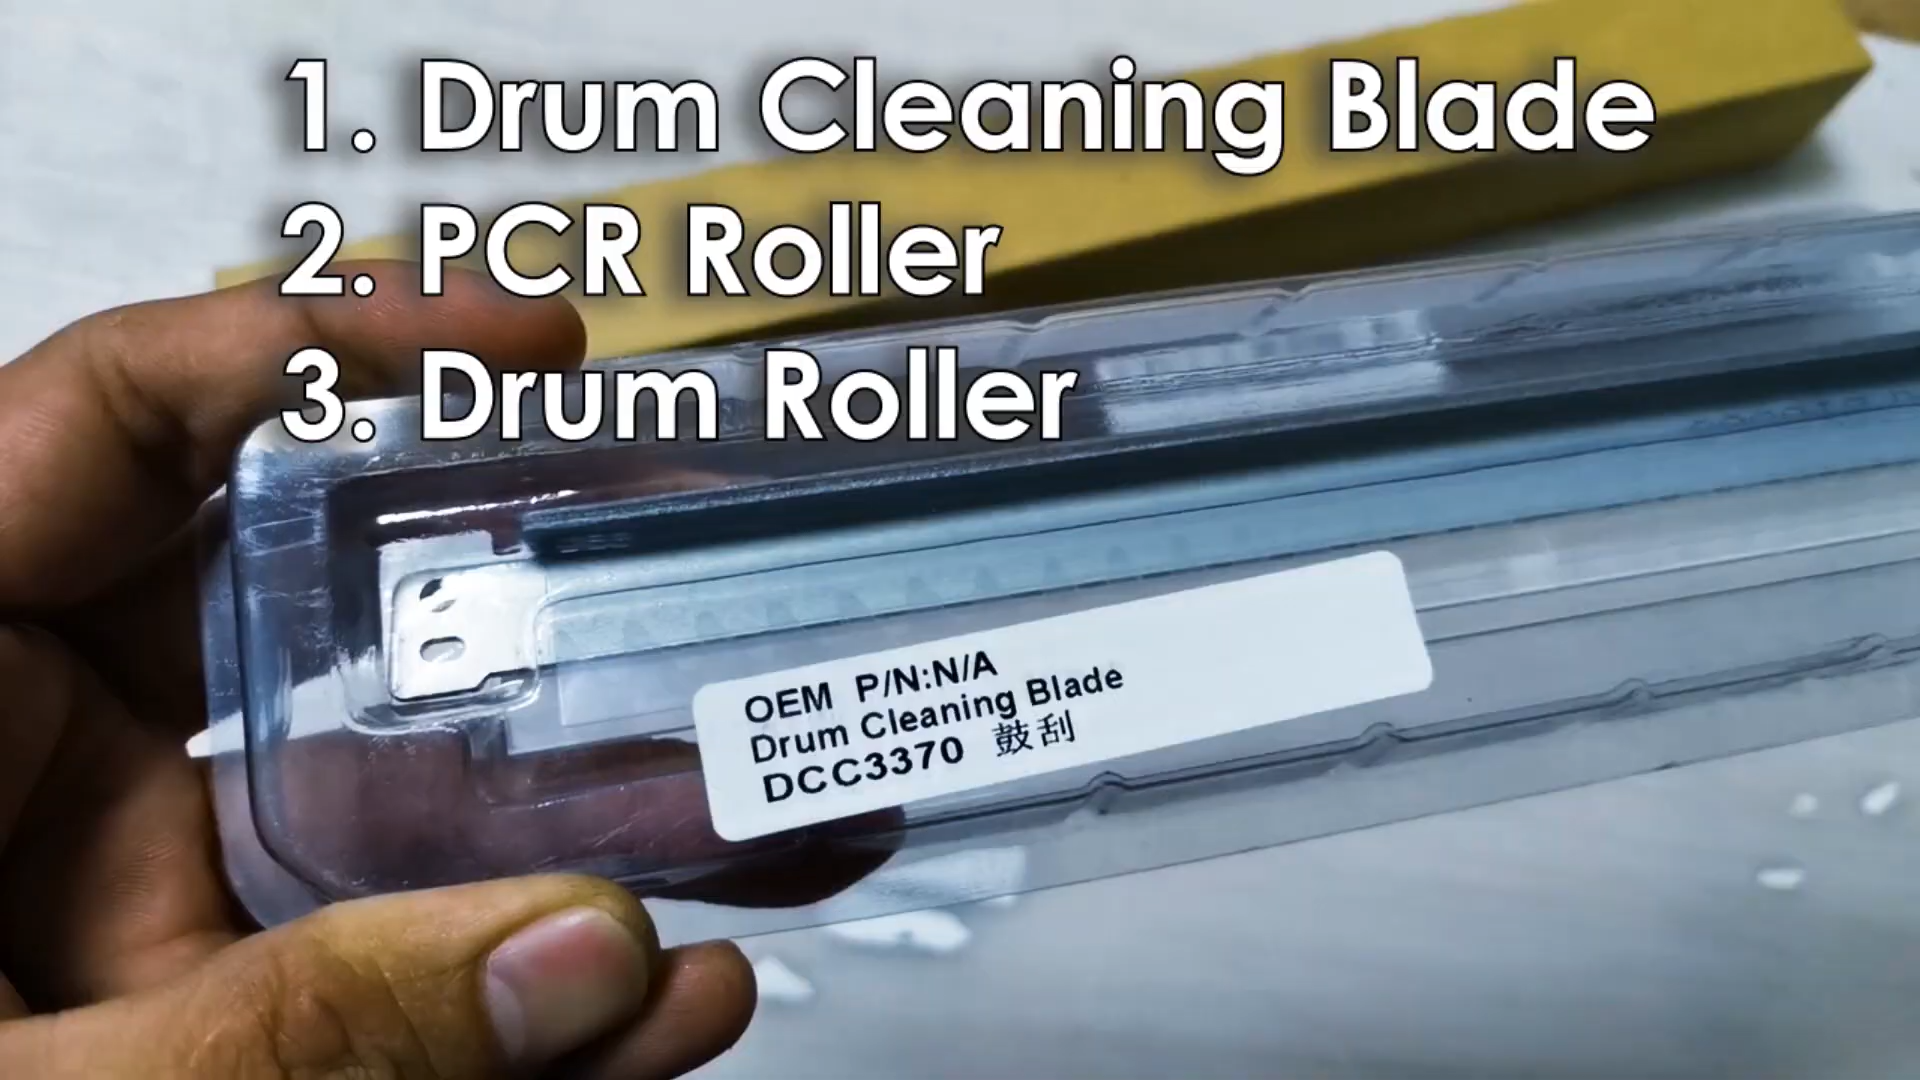 1. Drum Cleaning Blade
2. PCR Roller
3. Drum Roller
OEM P/N:N/A
Drum Cleaning Blade
DCC3370 鼓刮